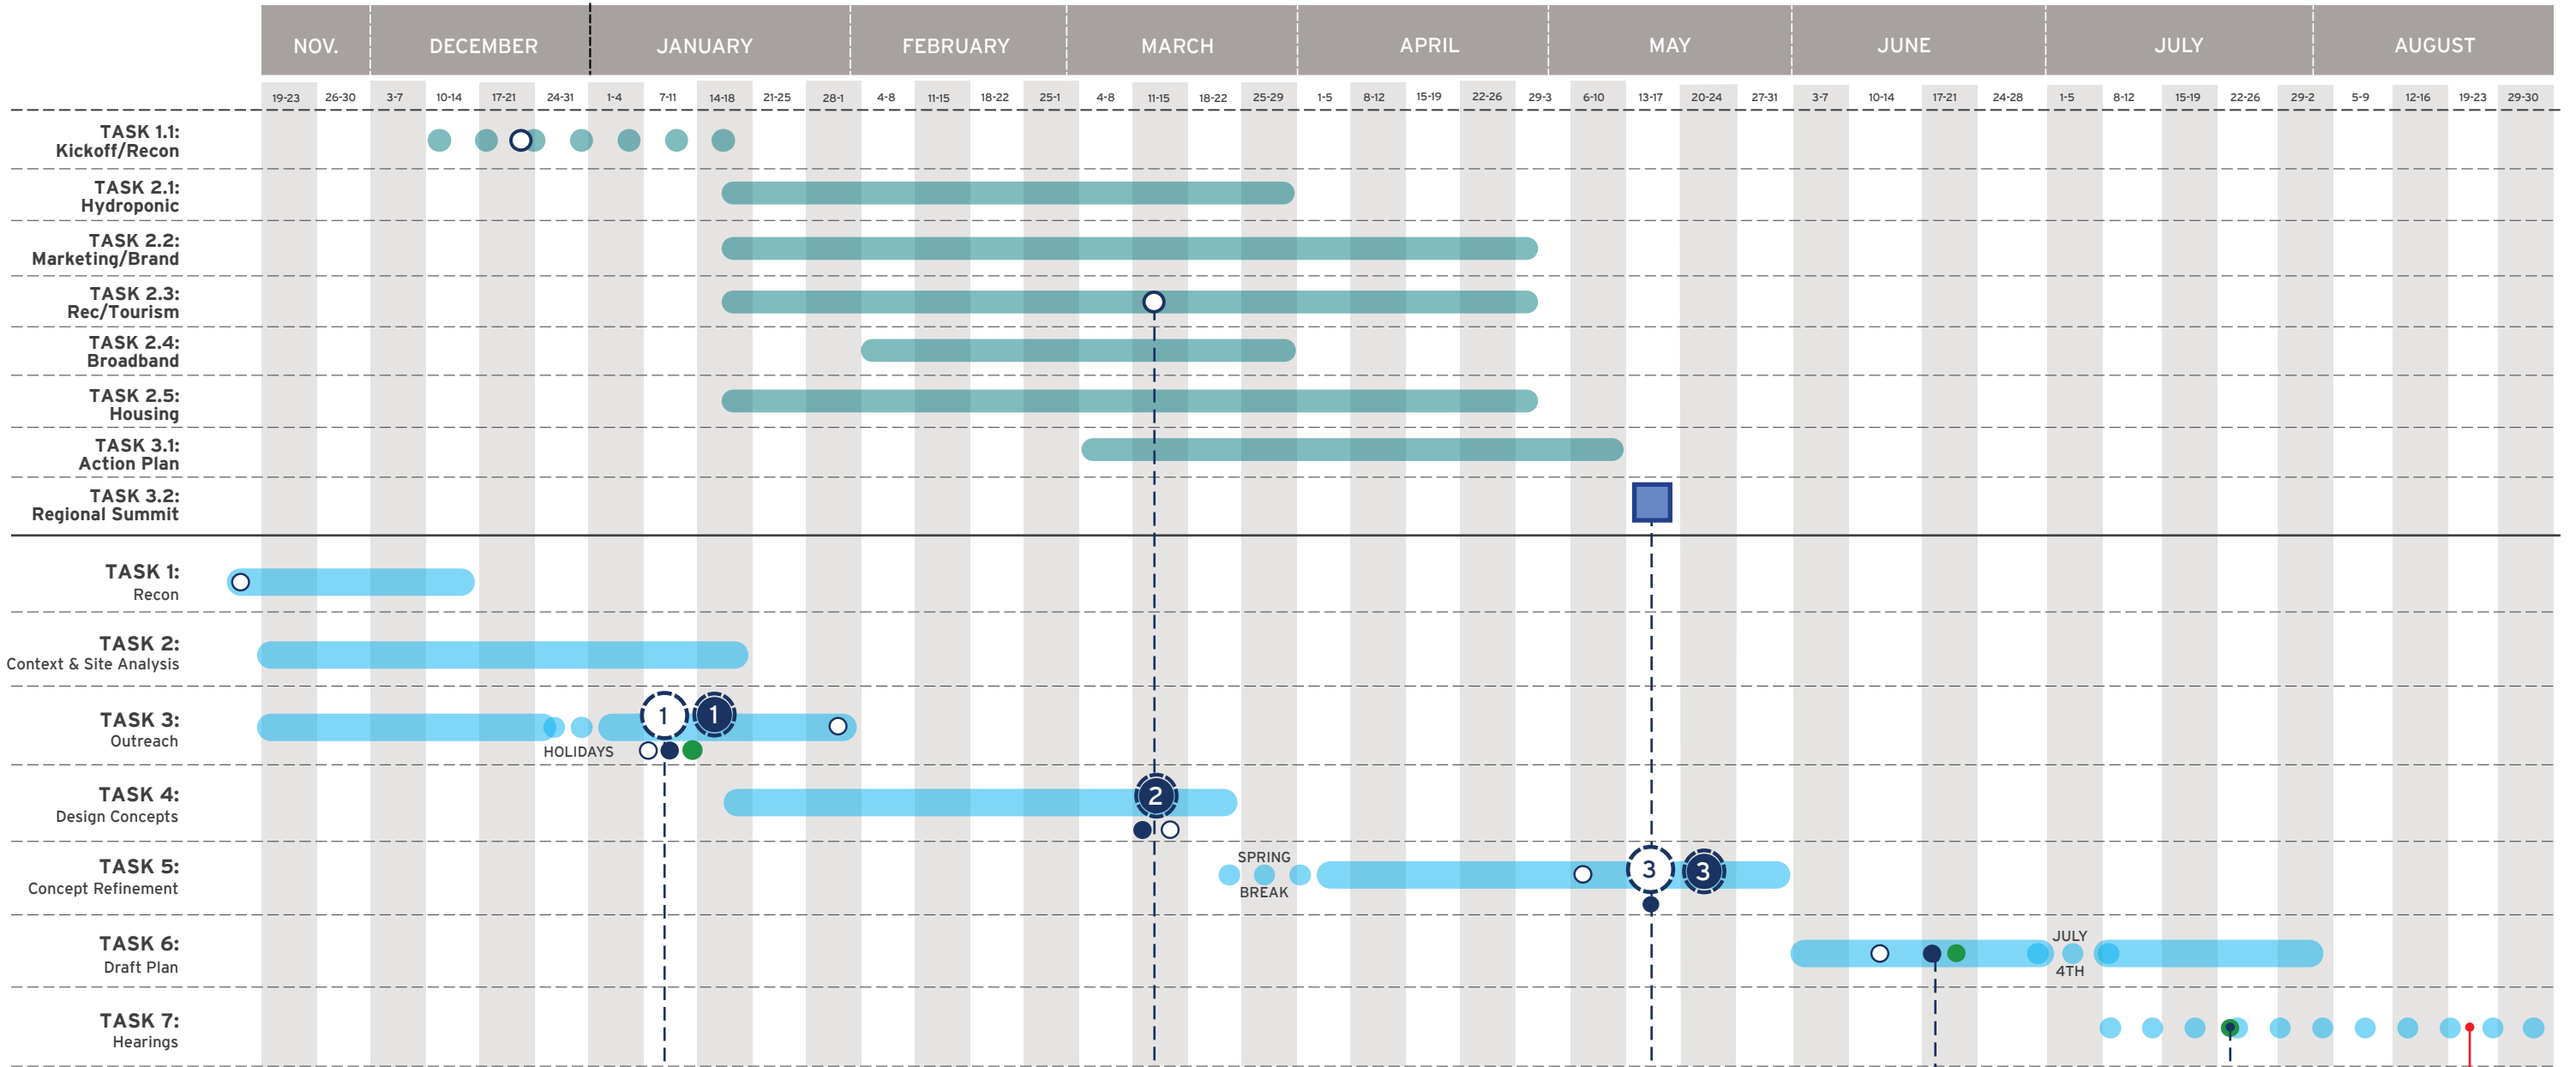 NOV. DECEMBER JANUARY FEBRUARY MARCH APRIL MAY JUNE JULY AUGUST
19-23 26-30 3-7 10-14 17-21 24-31 1-4 7-11 14-18 21-25 28-1 4-8 11-15 18-22 25-1 4-8 11-15 18-22 25-29 1-5 8-12 15-19 22-26 29-3 6-10 13-17 20-24 27-31 3-7 10-14 17-21 24-28 1-5 8-12 15-19 22-26 29-2 5-9 12-16 19-23 29-30
TASK 1.1:
Kickoff/Recon
TASK 2.1:
Hydroponic
TASK 2.2:
Marketing/Brand
TASK 2.3:
Rec/Tourism
TASK 2.4:
Broadband
TASK 2.5:
Housing
TASK 3.1:
Action Plan
TASK 3.2:
Regional Summit
TASK 1:
Recon
TASK 2:
Context & Site Analysis
TASK 3:
Outreach
1 1
HOLIDAYS
TASK 4:
Design Concepts
2
TASK 5:
Concept Refinement
SPRING
BREAK
3 3
TASK 6:
Draft Plan
JULY
4TH
TASK 7:
Hearings